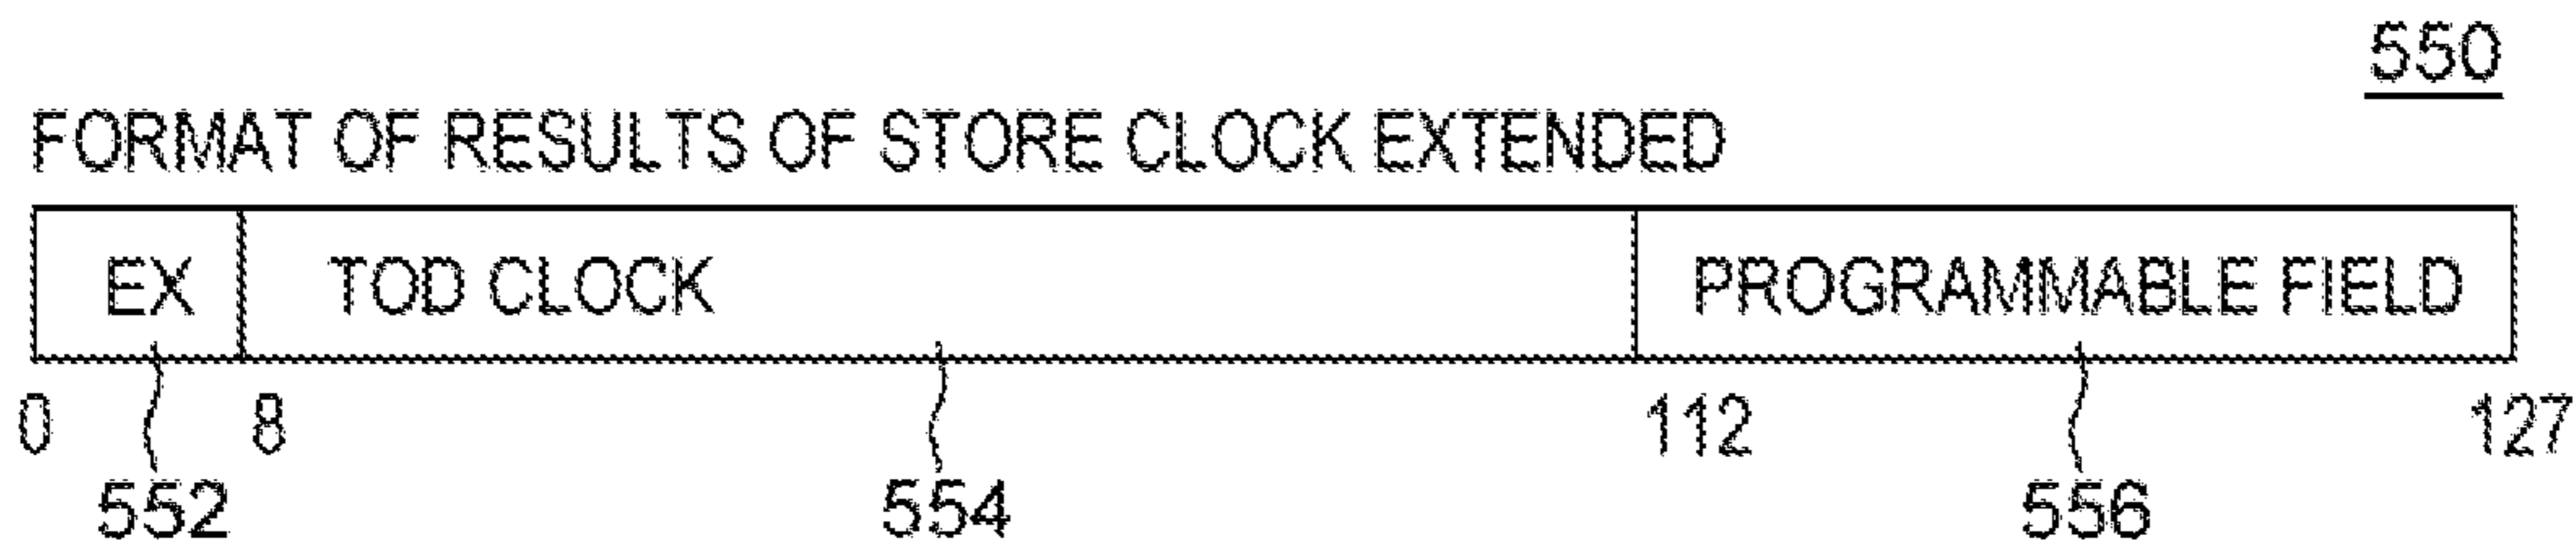 550
FORMAT OF RESULTS OF STORE CLOCK EXTENDED
EX TOD CLOCK PROGRAMMABLE FIELD
0 8 112 127
552 554 556